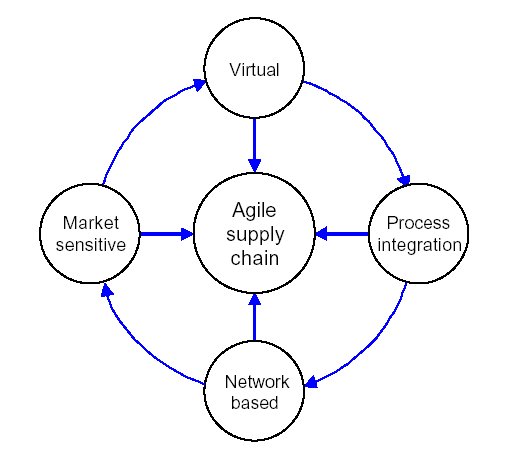 Virtual
Market
sensitive
Agile
supply
chain
Process
integration
Network
based